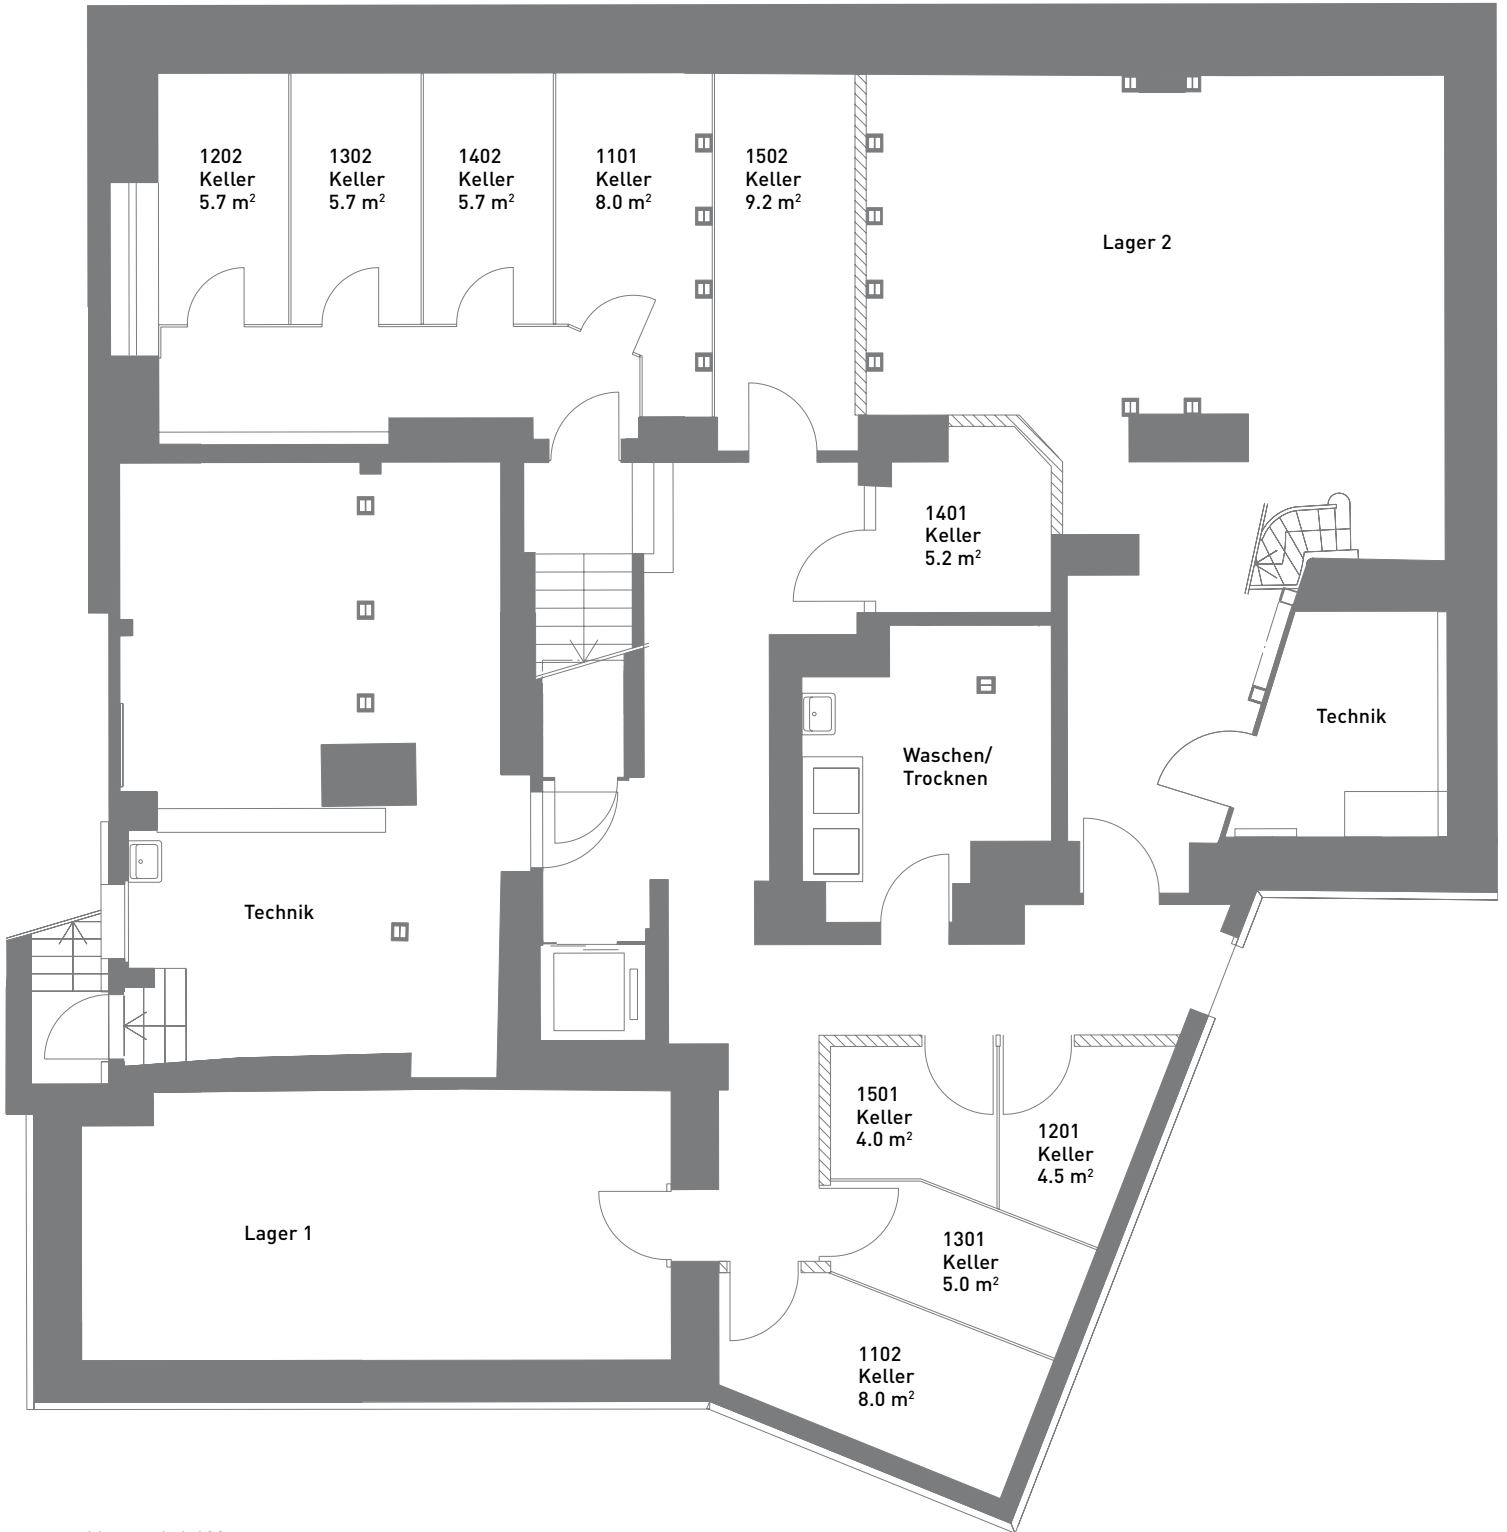 1202
Keller
5.7 m²
1302
Keller
5.7 m²
1402
Keller
5.7 m²
1101
Keller
8.0 m²
1502
Keller
9.2 m²
Lager 2
1401
Keller
5.2 m²
Technik
Waschen/
Trocknen
Technik
1501
Keller
4.0 m²
1201
Keller
4.5 m²
Lager 1
1301
Keller
5.0 m²
1102
Keller
8.0 m²